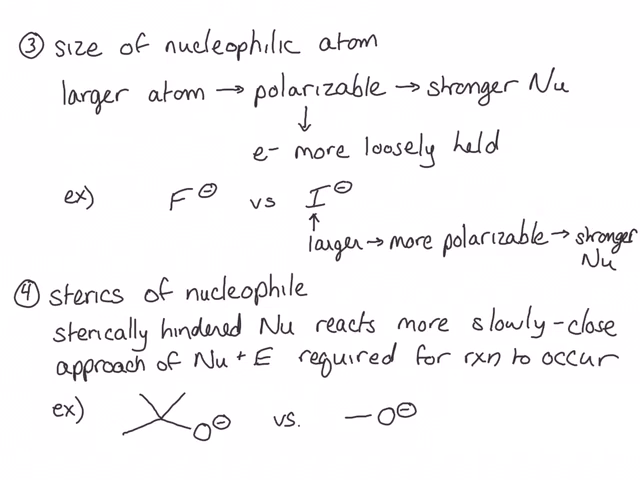 ③ size of nucleophilic atom
larger atom → polarizable → stronger Nu
↓
e- more loosely held
ex) F⊖ vs I⊖
↑
larger → more polarizable → stronger
Nu
④ sterics of nucleophile
sterically hindered Nu reacts more slowly - close
approach of Nu + E required for rxn to occur
ex) O⊖ vs. —O⊖